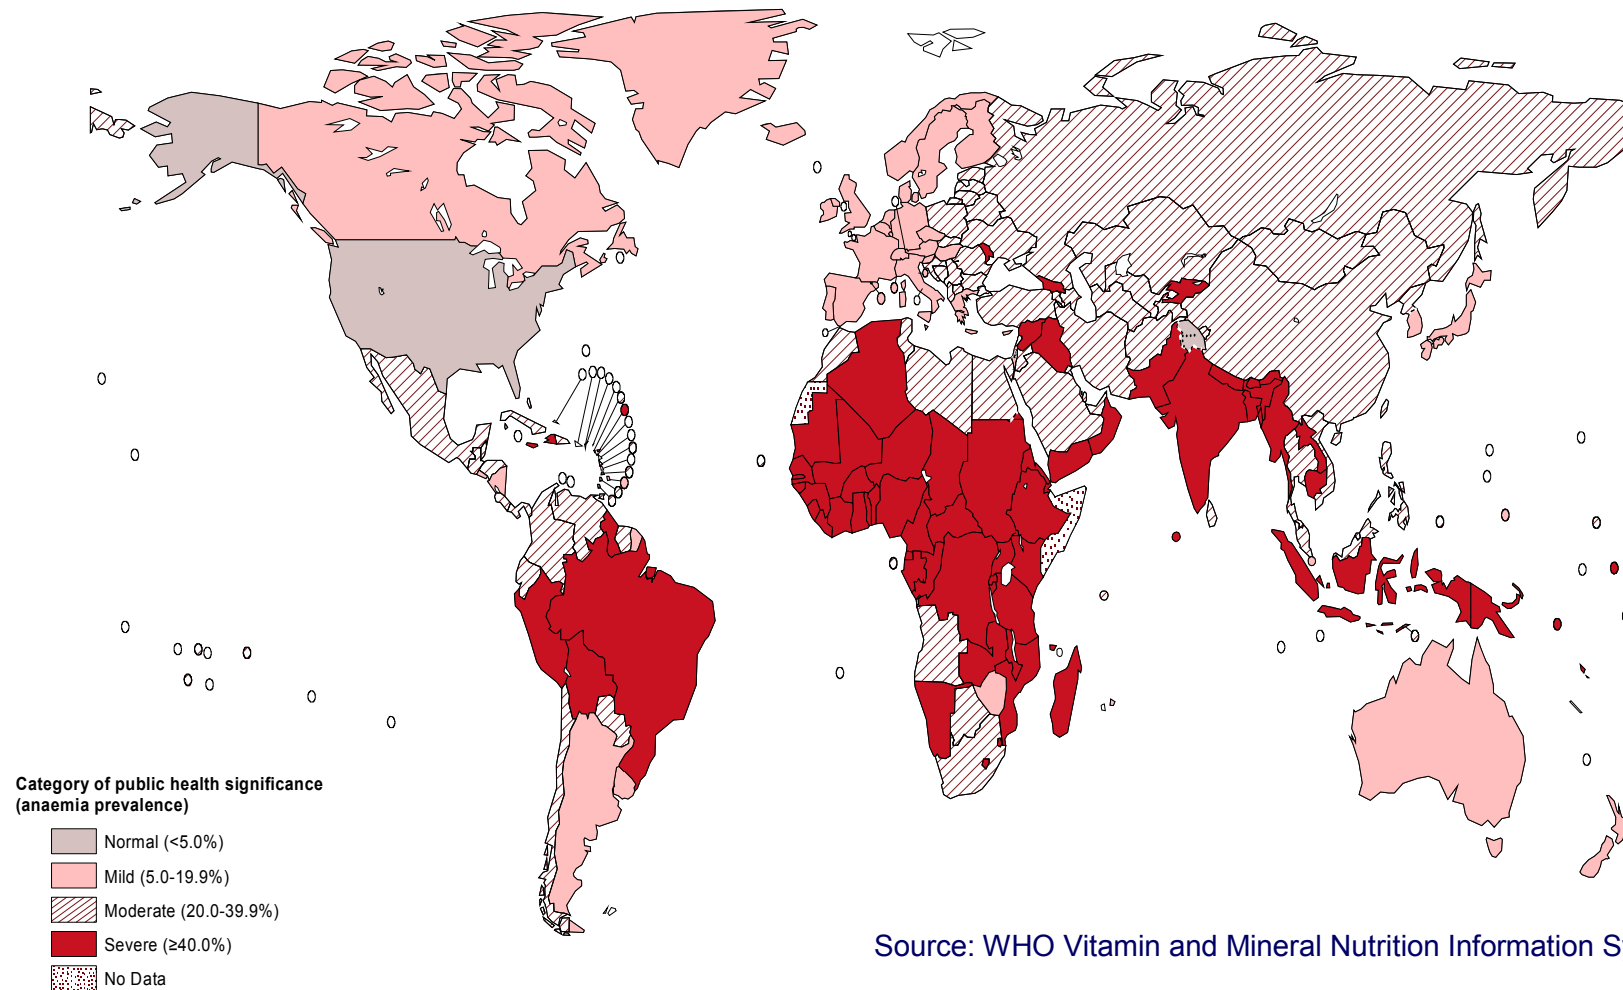 Category of public health significance
(anaemia prevalence)
Normal (<5.0%)
Mild (5.0-19.9%)
Moderate (20.0-39.9%)
Severe (≥40.0%)
No Data
Source: WHO Vitamin and Mineral Nutrition Information S